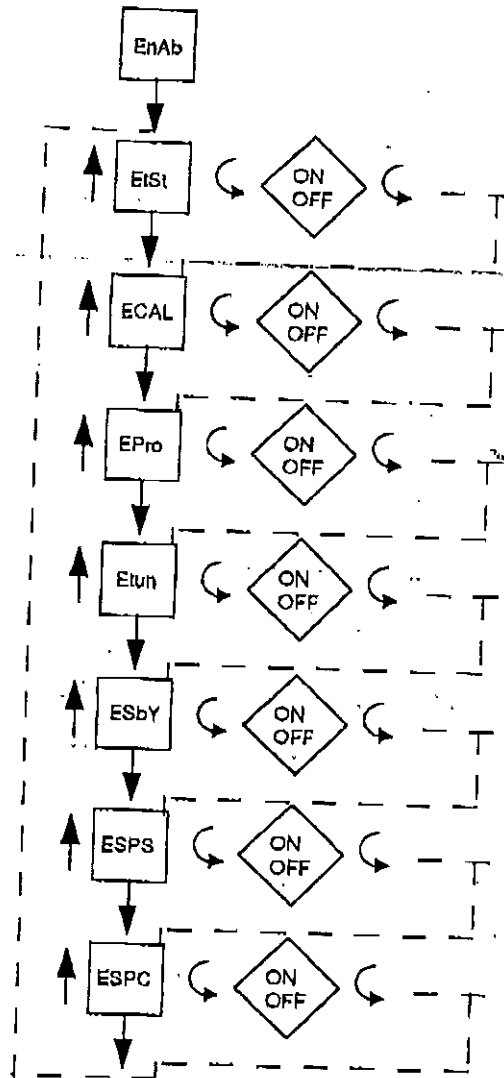 EnAb
EtSt
ON
OFF
ECAL
ON
OFF
EPro
ON
OFF
Etun
ON
OFF
ESbY
ON
OFF
ESPS
ON
OFF
ESPC
ON
OFF